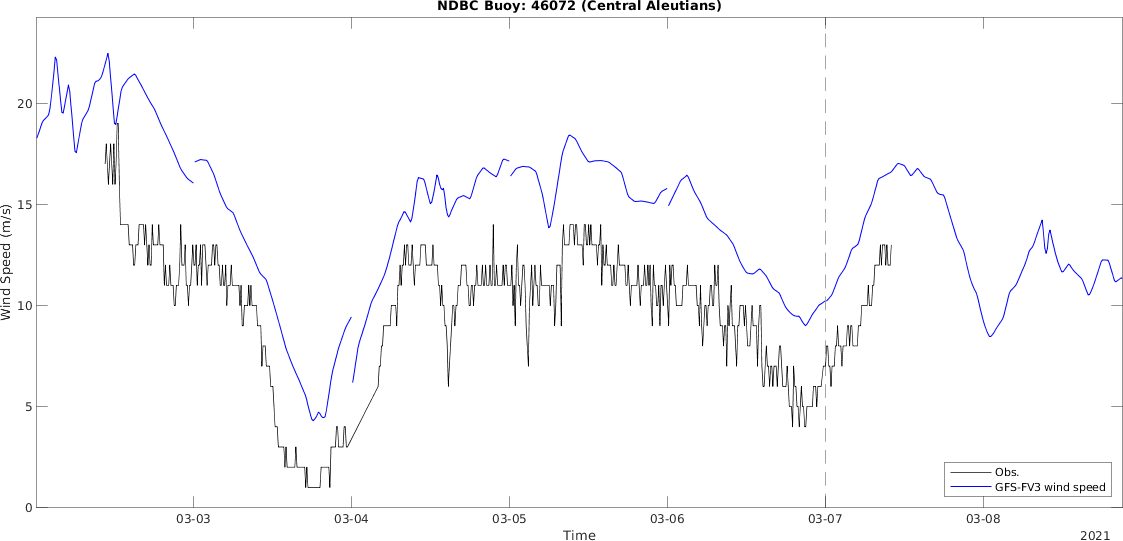 NDBC Buoy: 46072 (Central Aleutians)
20
15
10
5
0
Wind Speed (m/s)
03-03
03-04
03-05
03-06
03-07
03-08
Time
2021
Obs.
GFS-FV3 wind speed